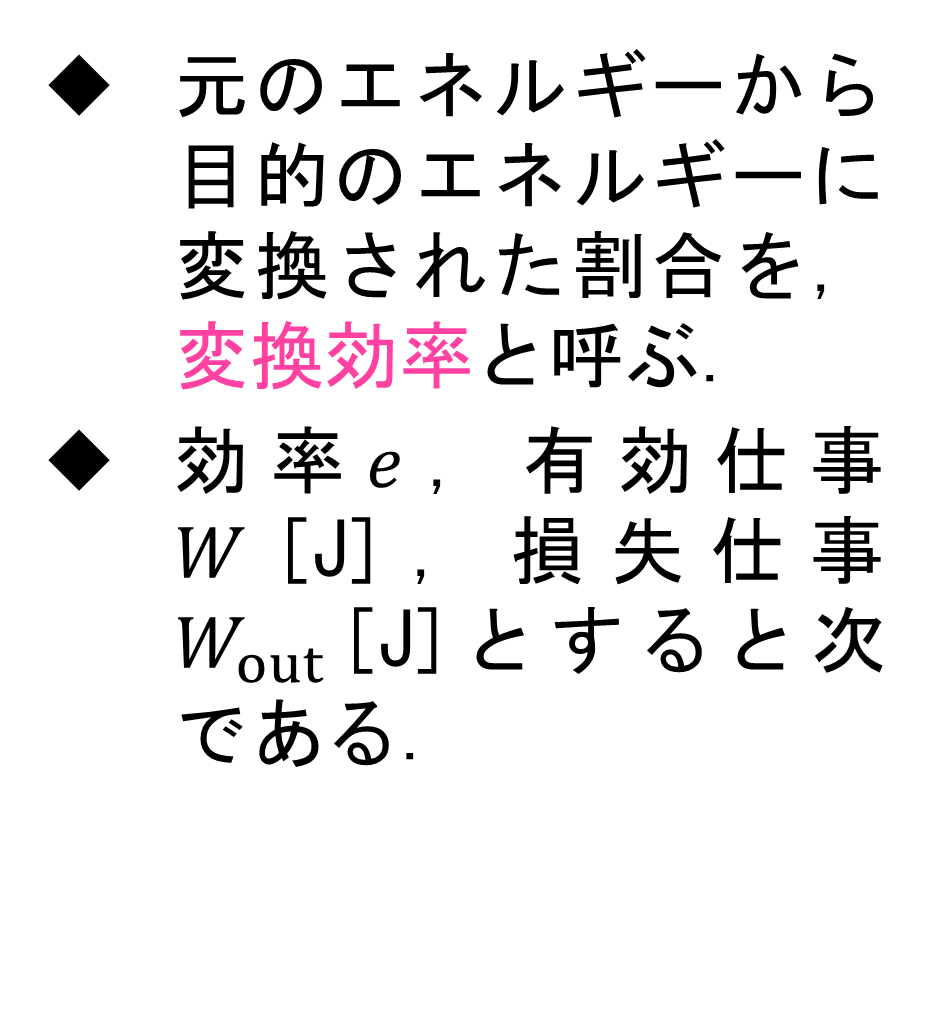 ◆ 元のエネルギーから
目的のエネルギーに
変換された割合を，
変換効率と呼ぶ．
◆ 効率e，有効仕事
W [J]，損失仕事
Wout [J]とすると次
である．